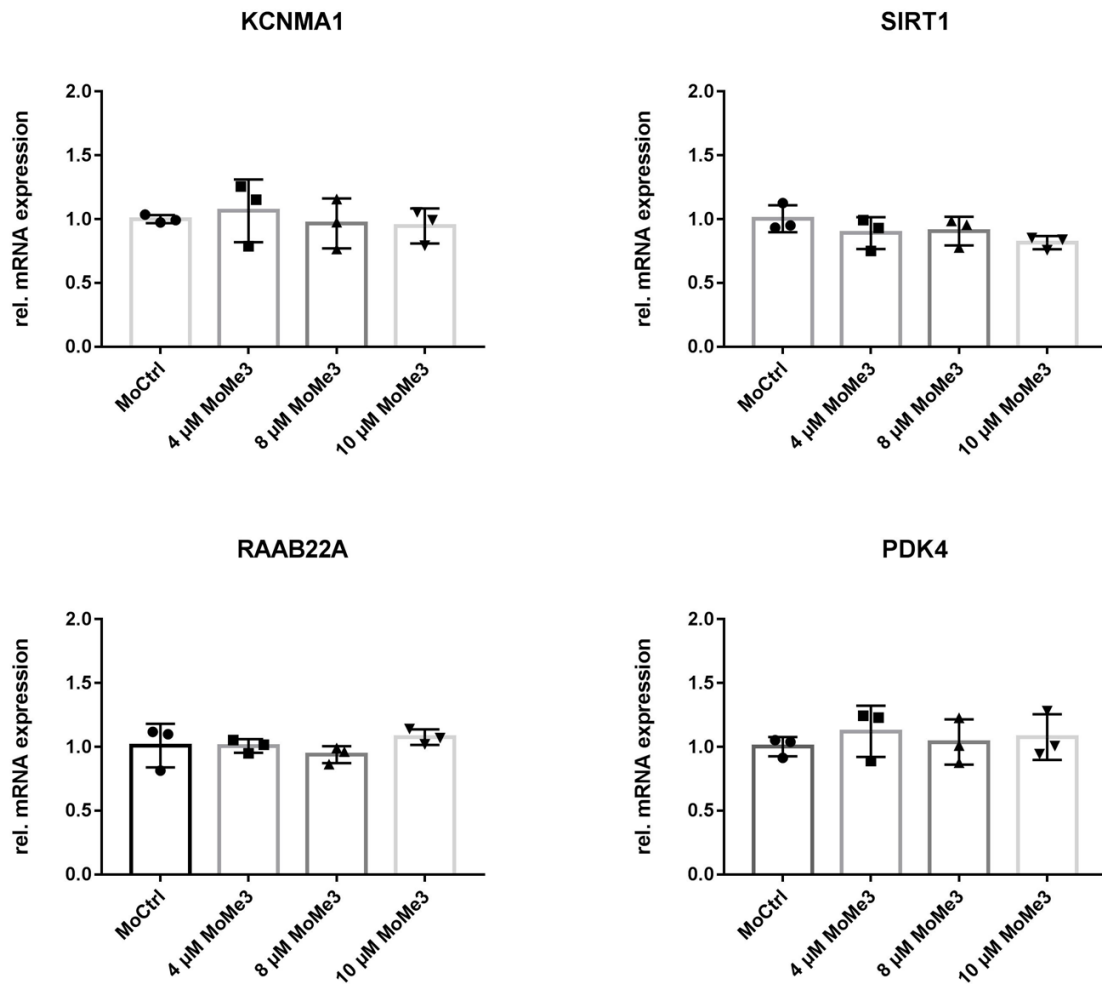 KCNMA1
rel. mRNA expression
2.0
1.5
1.0
0.5
0.0
MoCtrl
4 µM MoMe3
8 µM MoMe3
10 µM MoMe3
SIRT1
rel. mRNA expression
2.0
1.5
1.0
0.5
0.0
MoCtrl
4 µM MoMe3
8 µM MoMe3
10 µM MoMe3
RAAB22A
rel. mRNA expression
2.0
1.5
1.0
0.5
0.0
MoCtrl
4 µM MoMe3
8 µM MoMe3
10 µM MoMe3
PDK4
rel. mRNA expression
2.0
1.5
1.0
0.5
0.0
MoCtrl
4 µM MoMe3
8 µM MoMe3
10 µM MoMe3